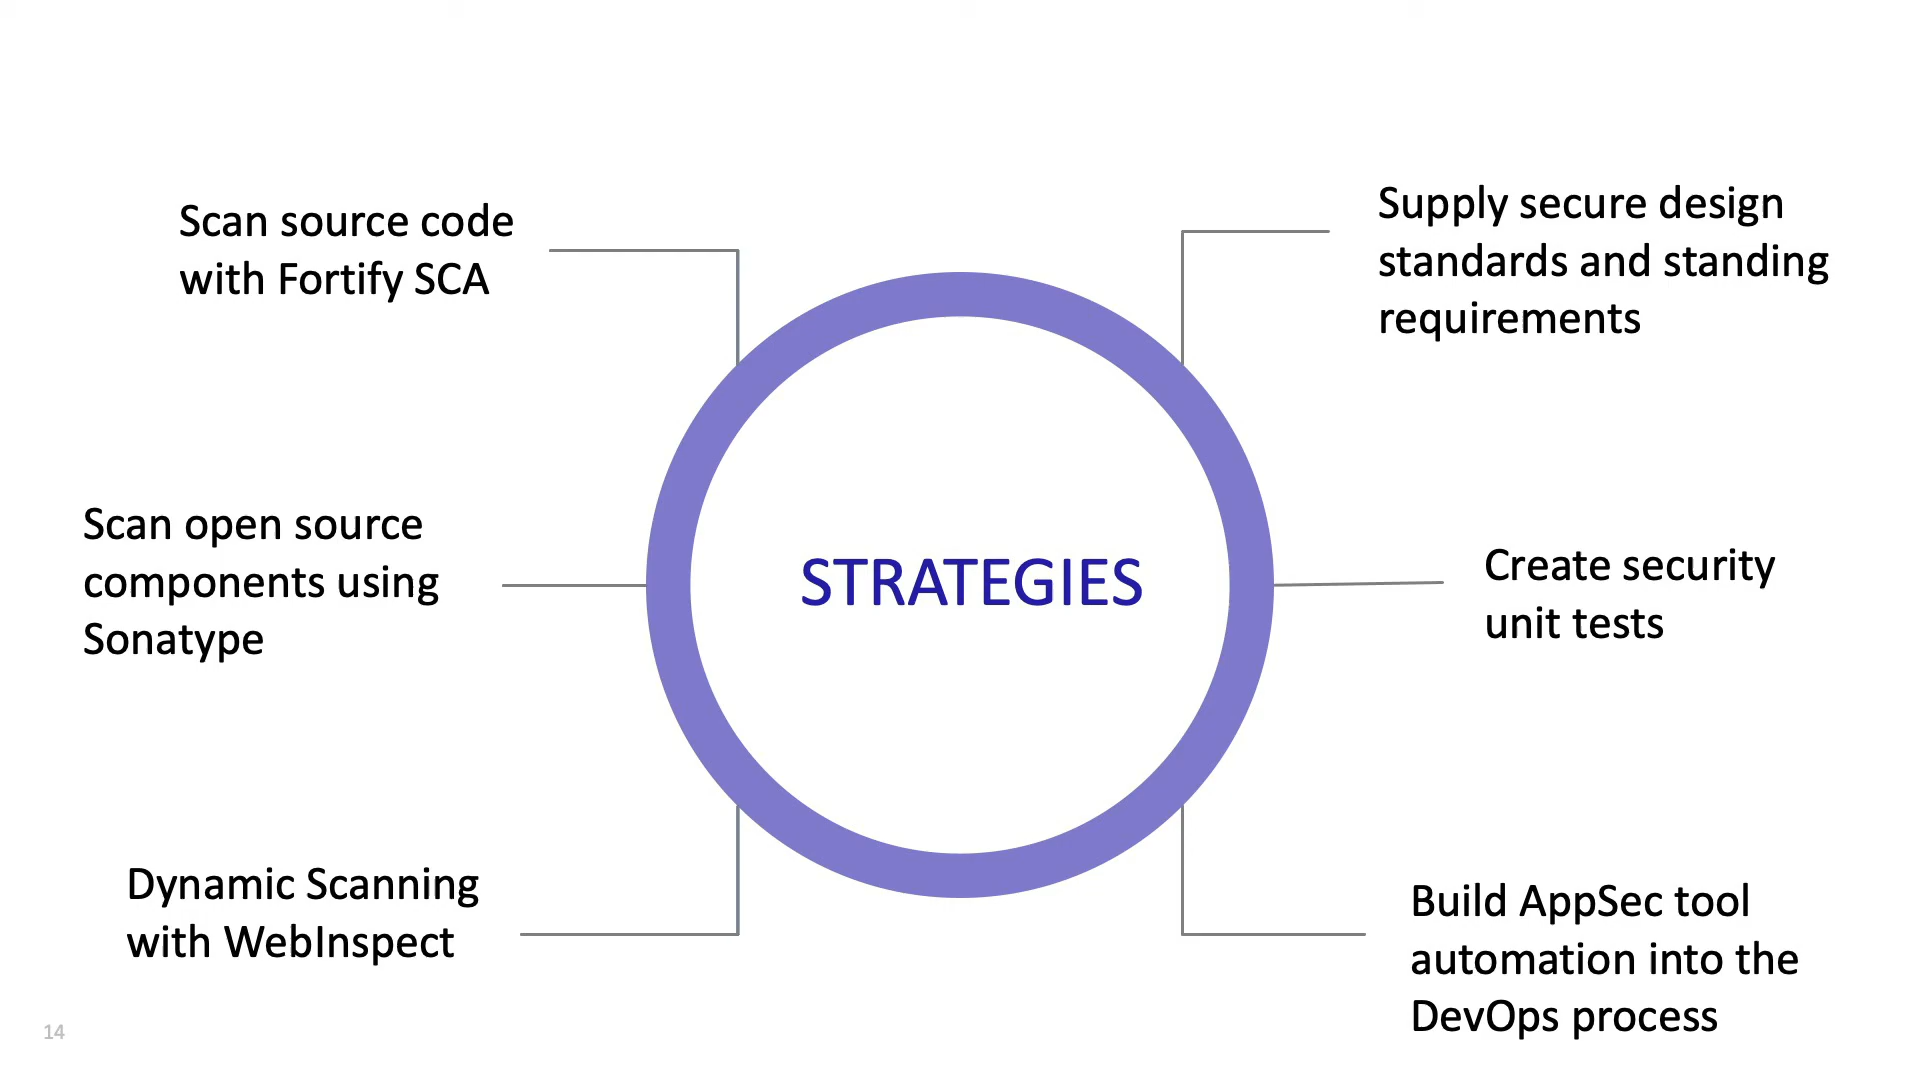 Scan source code
with Fortify SCA
Scan open source
components using
Sonatype
Dynamic Scanning
with WebInspect
STRATEGIES
Supply secure design
standards and standing
requirements
Create security
unit tests
Build AppSec tool
automation into the
DevOps process
14